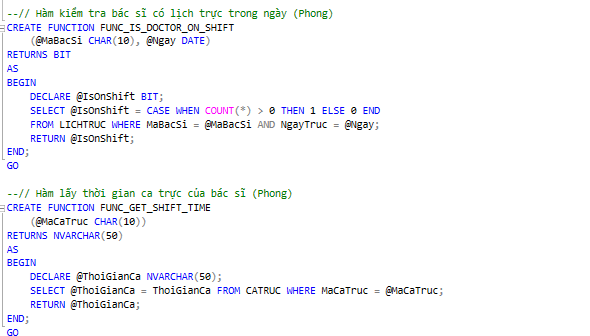 --// Hàm kiểm tra bác sĩ có lịch trực trong ngày (Phong)
CREATE FUNCTION FUNC_IS_DOCTOR_ON_SHIFT
(@MaBacSi CHAR(10), @Ngay DATE)
RETURNS BIT
AS
BEGIN
DECLARE @IsOnShift BIT;
SELECT @IsOnShift = CASE WHEN COUNT(*) > 0 THEN 1 ELSE 0 END
FROM LICHTRUC WHERE MaBacSi = @MaBacSi AND NgayTruc = @Ngay;
RETURN @IsOnShift;
END;
GO
--// Hàm lấy thời gian ca trực của bác sĩ (Phong)
CREATE FUNCTION FUNC_GET_SHIFT_TIME
(@MaCaTruc CHAR(10))
RETURNS NVARCHAR(50)
AS
BEGIN
DECLARE @ThoiGianCa NVARCHAR(50);
SELECT @ThoiGianCa = ThoiGianCa FROM CATRUC WHERE MaCaTruc = @MaCaTruc;
RETURN @ThoiGianCa;
END;
GO